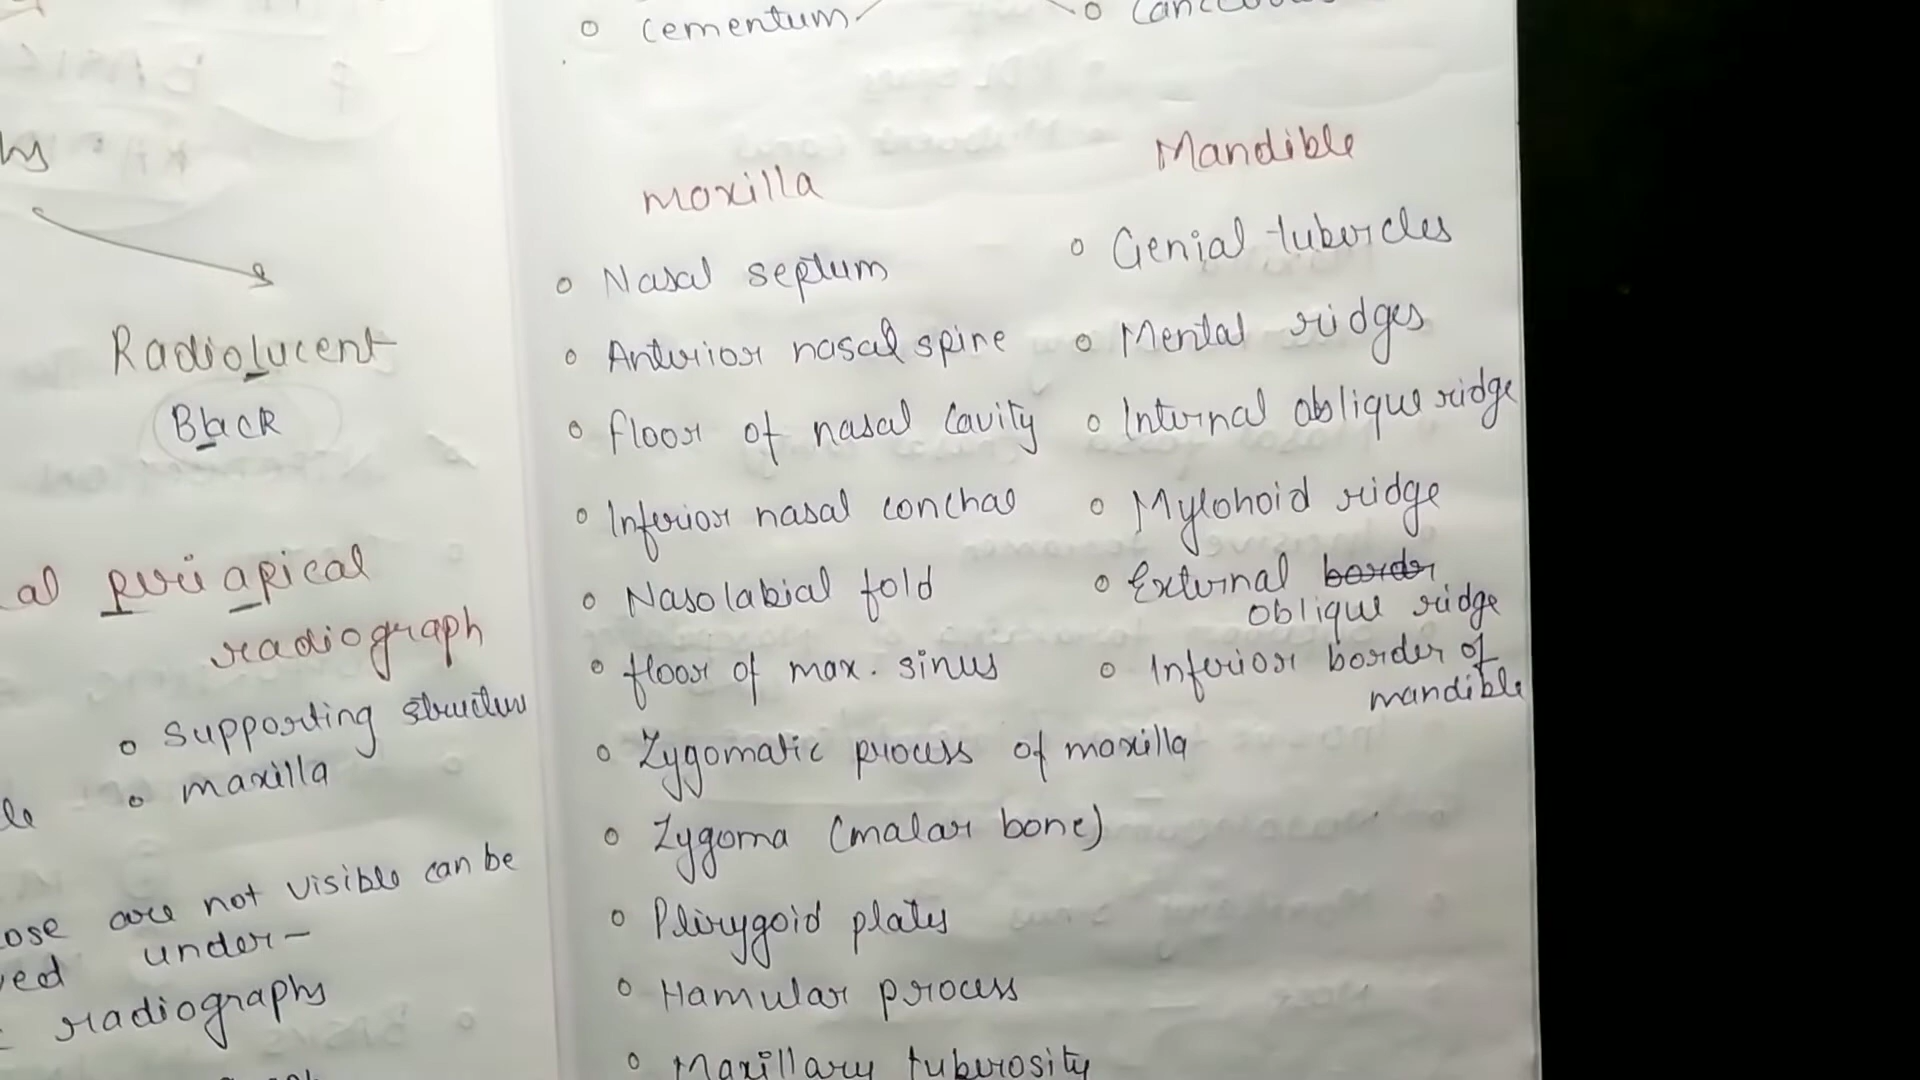 Radiolucent
Black
al periapical
radiograph
o supporting
o maxilla
ose are not visible can be
under-
radiographs
o cementum
o
Maxilla
o Nasal septum
o Anterior nasal spine
o floor of nasal cavity
o Inferior nasal conchae
o Nasolabial fold
o floor of max. sinus
o Zygomatic process of maxilla
o Zygoma (malar bone)
o Pterygoid plates
o Hamular process
o Maxillary tuberosity
Mandible
o Genial tubercles
o Mental ridges
o Internal oblique ridge
o Mylohoid ridge
o External border
oblique ridge
o Inferior border of
mandible